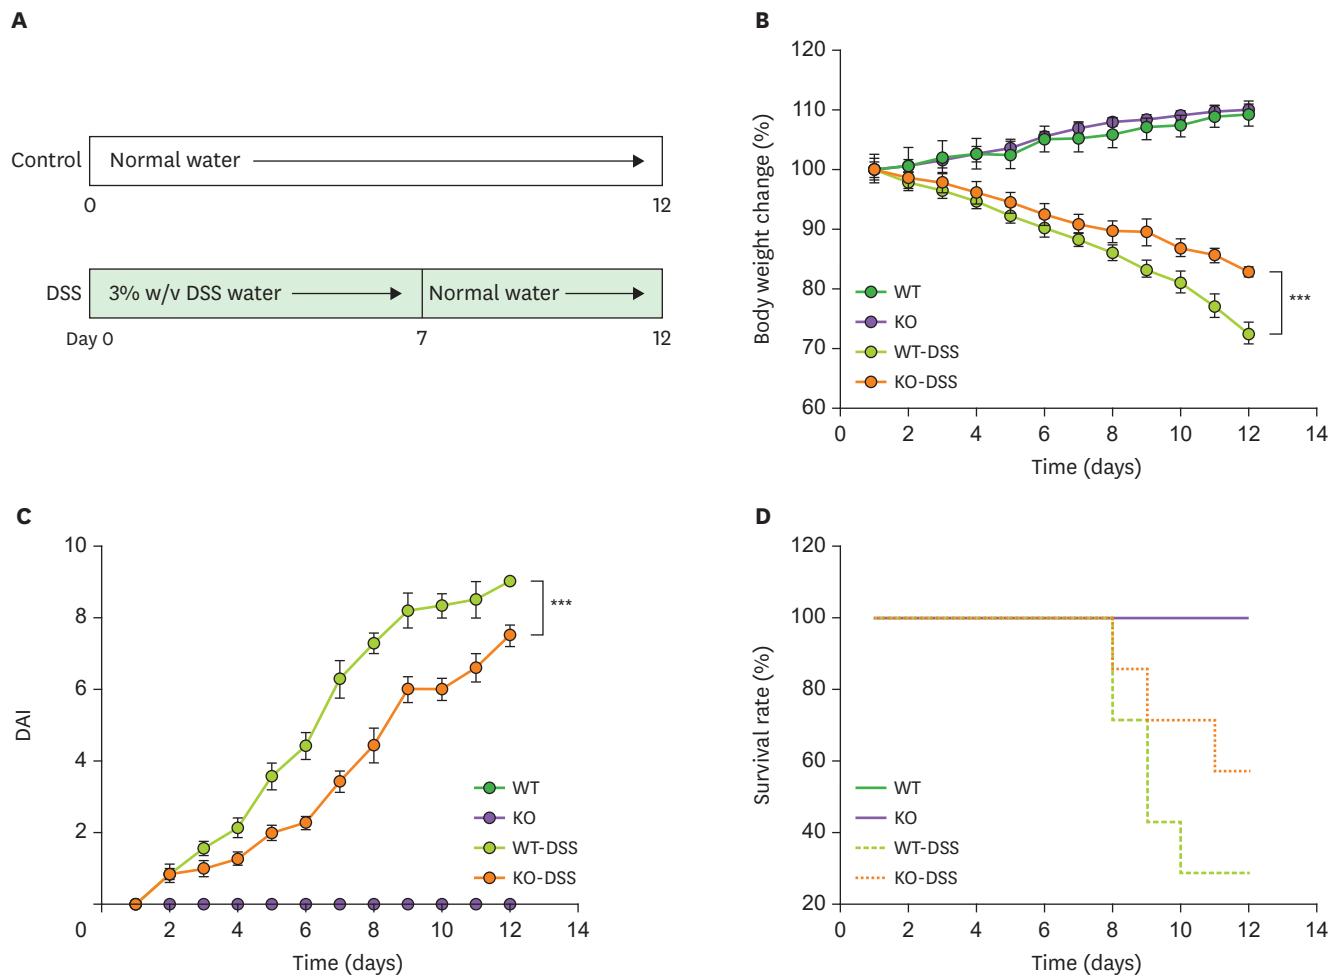 A
Control
Normal water
0
12
DSS
3% w/v DSS water
Normal water
Day 0
7
12
B
120
110
100
90
80
70
60
Body weight change (%)
WT
KO
WT-DSS
KO-DSS
***
0 2 4 6 8 10 12 14
Time (days)
C
10
8
6
4
2
0
DAI
***
WT
KO
WT-DSS
KO-DSS
2 4 6 8 10 12 14
Time (days)
D
120
100
80
60
40
20
Survival rate (%)
WT
KO
WT-DSS
KO-DSS
0 2 4 6 8 10 12 14
Time (days)